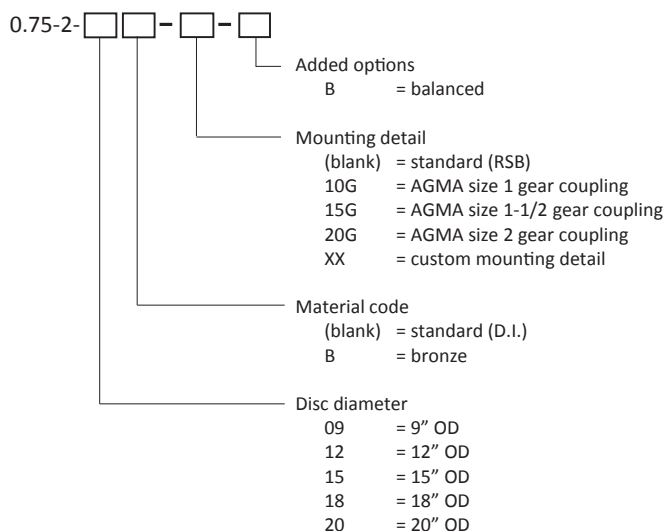 0.75-2- - -
Added options
B = balanced
Mounting detail
(blank) = standard (RSB)
10G = AGMA size 1 gear coupling
15G = AGMA size 1-1/2 gear coupling
20G = AGMA size 2 gear coupling
XX = custom mounting detail
Material code
(blank) = standard (D.I.)
B = bronze
Disc diameter
09 = 9” OD
12 = 12” OD
15 = 15” OD
18 = 18” OD
20 = 20” OD